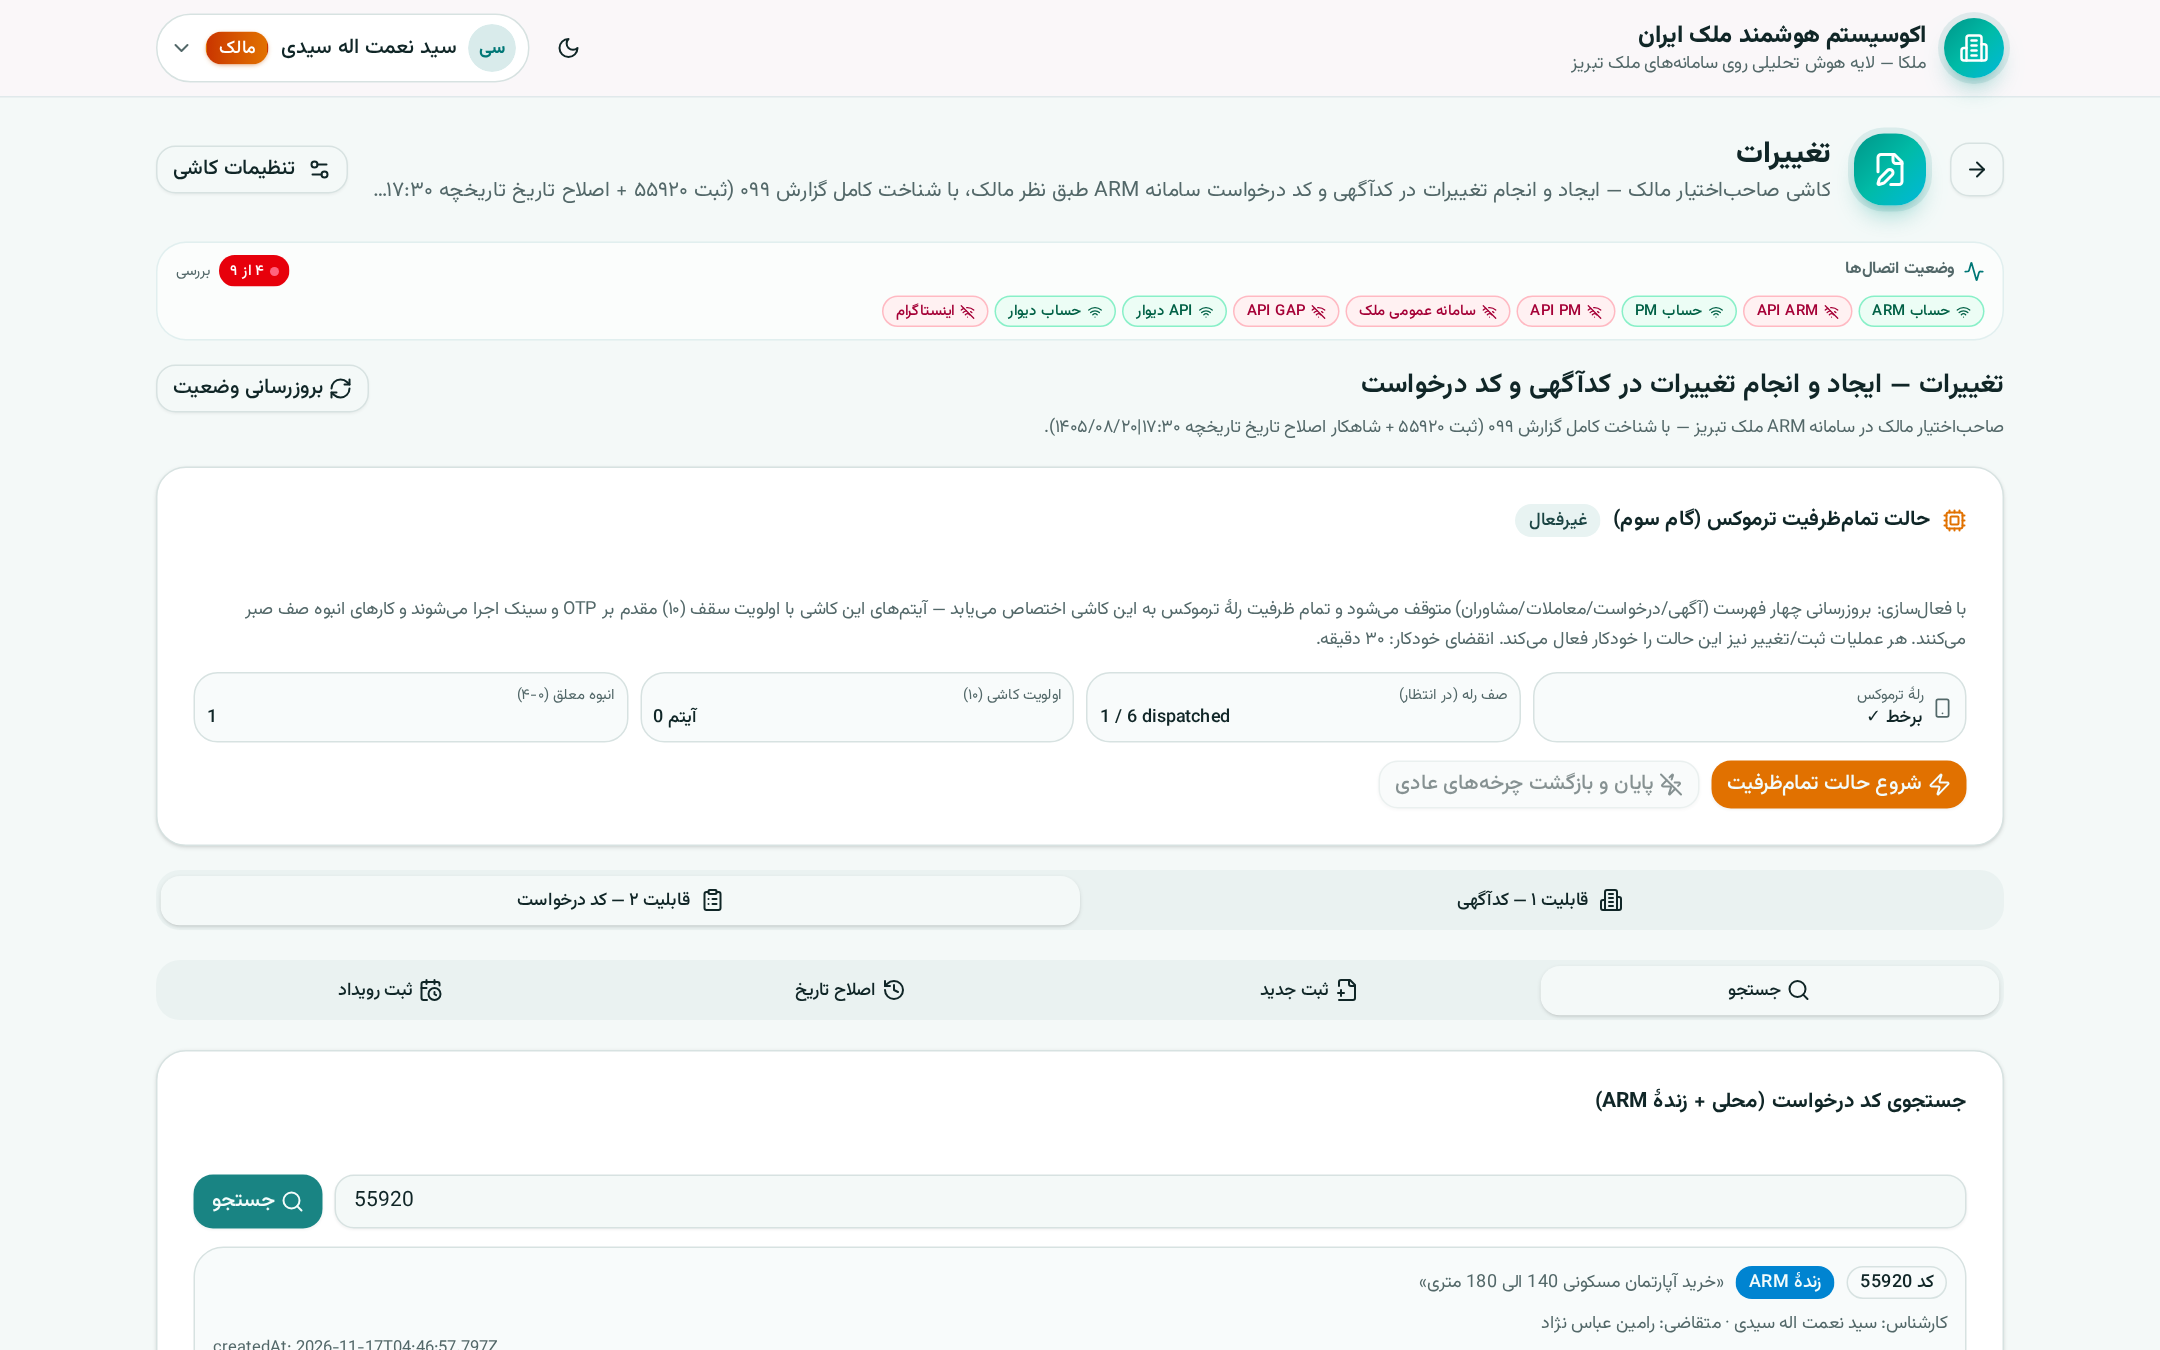 اکوسیستم هوشمند ملک ایران
ملکا — لایه هوش تحلیلی روی سامانه‌های ملک تبریز
سی
سید نعمت اله سیدی
مالک
تغییرات
کاشی صاحب‌اختیار مالک — ایجاد و انجام تغییرات در کدآگهی و کد درخواست سامانه ARM طبق نظر مالک، با شناخت کامل گزارش ۰۹۹ (ثبت ۵۵۹۲۰ + اصلاح تاریخ تاریخچه ۱۷:۳۰...
تنظیمات کاشی
وضعیت اتصال‌ها
۴ از ۹
بررسی
حساب ARM
API ARM
حساب PM
API PM
سامانه عمومی ملک
API GAP
API دیوار
حساب دیوار
اینستاگرام
تغییرات — ایجاد و انجام تغییرات در کدآگهی و کد درخواست
بروزرسانی وضعیت
صاحب‌اختیار مالک در سامانه ARM ملک تبریز — با شناخت کامل گزارش ۰۹۹ (ثبت ۵۵۹۲۰ + شاهکار اصلاح تاریخ تاریخچه ۱۷:۳۰|۱۴۰۵/۰۸/۲۰).
حالت تمام‌ظرفیت ترموکس (گام سوم)
غیرفعال
با فعال‌سازی: بروزرسانی چهار فهرست (آگهی/درخواست/معاملات/مشاوران) متوقف می‌شود و تمام ظرفیت رلهٔ ترموکس به این کاشی اختصاص می‌یابد — آیتم‌های این کاشی با اولویت سقف (۱۰) مقدم بر OTP و سینک اجرا می‌شوند و کارهای انبوه صف صبر
می‌کنند. هر عملیات ثبت/تغییر نیز این حالت را خودکار فعال می‌کند. انقضای خودکار: ۳۰ دقیقه.
رلهٔ ترموکس
برخط ✓
صف رله (در انتظار)
1 / 6 dispatched
اولویت کاشی (۱۰)
0 آیتم
انبوه معلق (۰-۴)
1
شروع حالت تمام‌ظرفیت
پایان و بازگشت چرخه‌های عادی
قابلیت ۱ — کدآگهی
قابلیت ۲ — کد درخواست
جستجو
ثبت جدید
اصلاح تاریخ
ثبت رویداد
جستجوی کد درخواست (محلی + زندهٔ ARM)
55920
جستجو
کد 55920
زندهٔ ARM
«خرید آپارتمان مسکونی 140 الی 180 متری»
کارشناس: سید نعمت اله سیدی · متقاضی: رامین عباس نژاد
createdAt: 2026-11-17T04:46:57.797Z